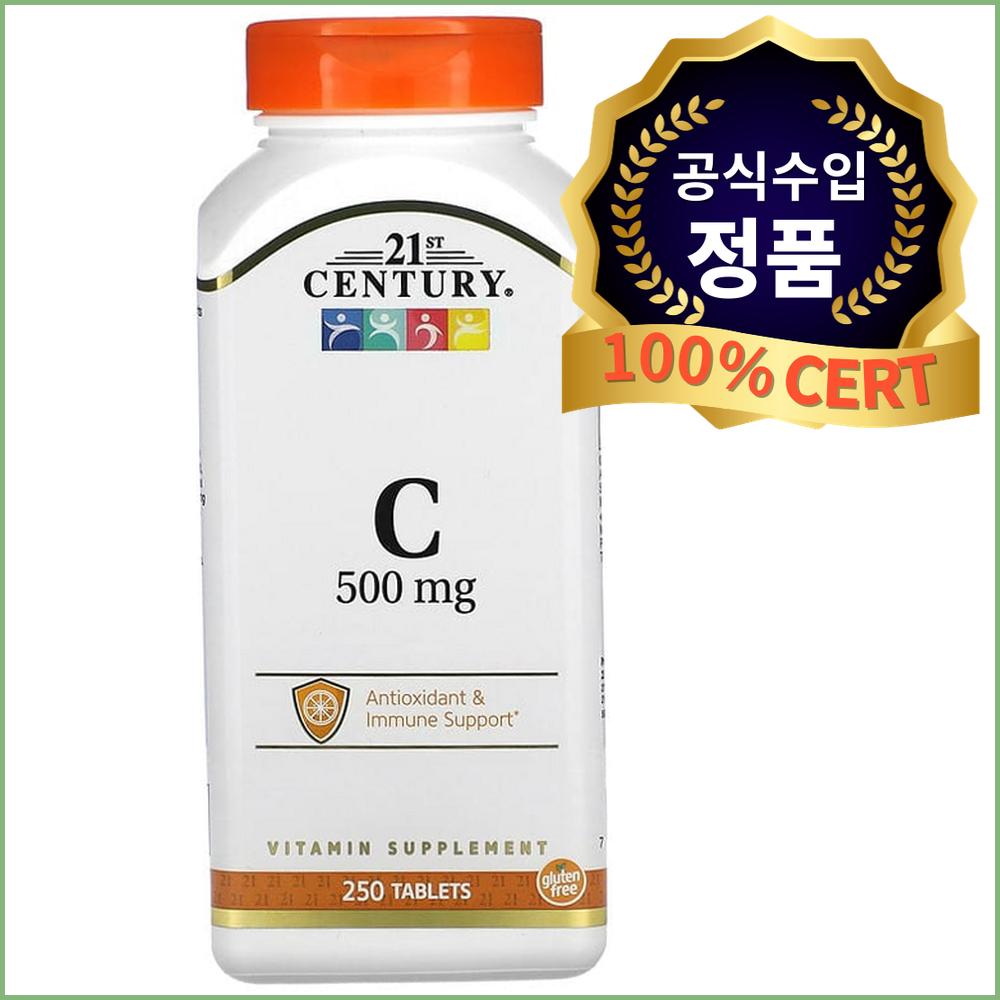 21ST
CENTURY®
C
500 mg
Antioxidant &
Immune Support*
VITAMIN SUPPLEMENT
250 TABLETS
gluten
free
공식수입
정품
100% CERT